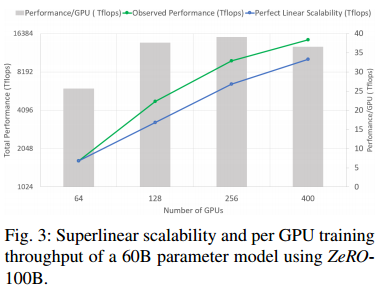 Performance/GPU ( Tflops) Observed Performance (Tflops) Perfect Linear Scalability (Tflops)
16384 40
35
8192 30
25
4096 20
15
2048 10
5
1024 0
Total Performance (Tflops)
Peformance/GPU ( Tflops)
64 128 256 400
Number of GPUs
Fig. 3: Superlinear scalability and per GPU training
throughput of a 60B parameter model using ZeRO-
100B.